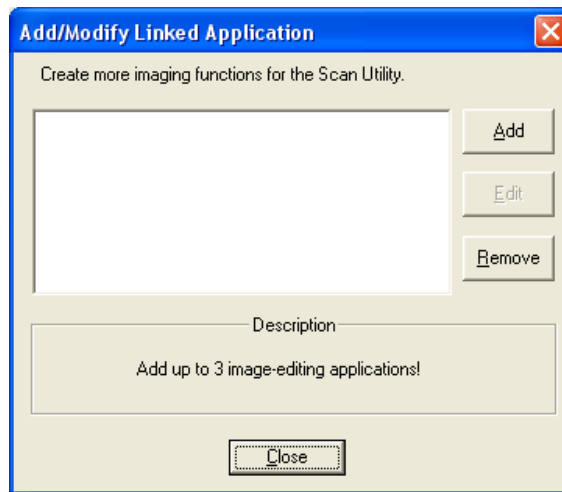 Add/Modify Linked Application
Create more imaging functions for the Scan Utility.
Add
Edit
Remove
Description
Add up to 3 image-editing applications!
Close